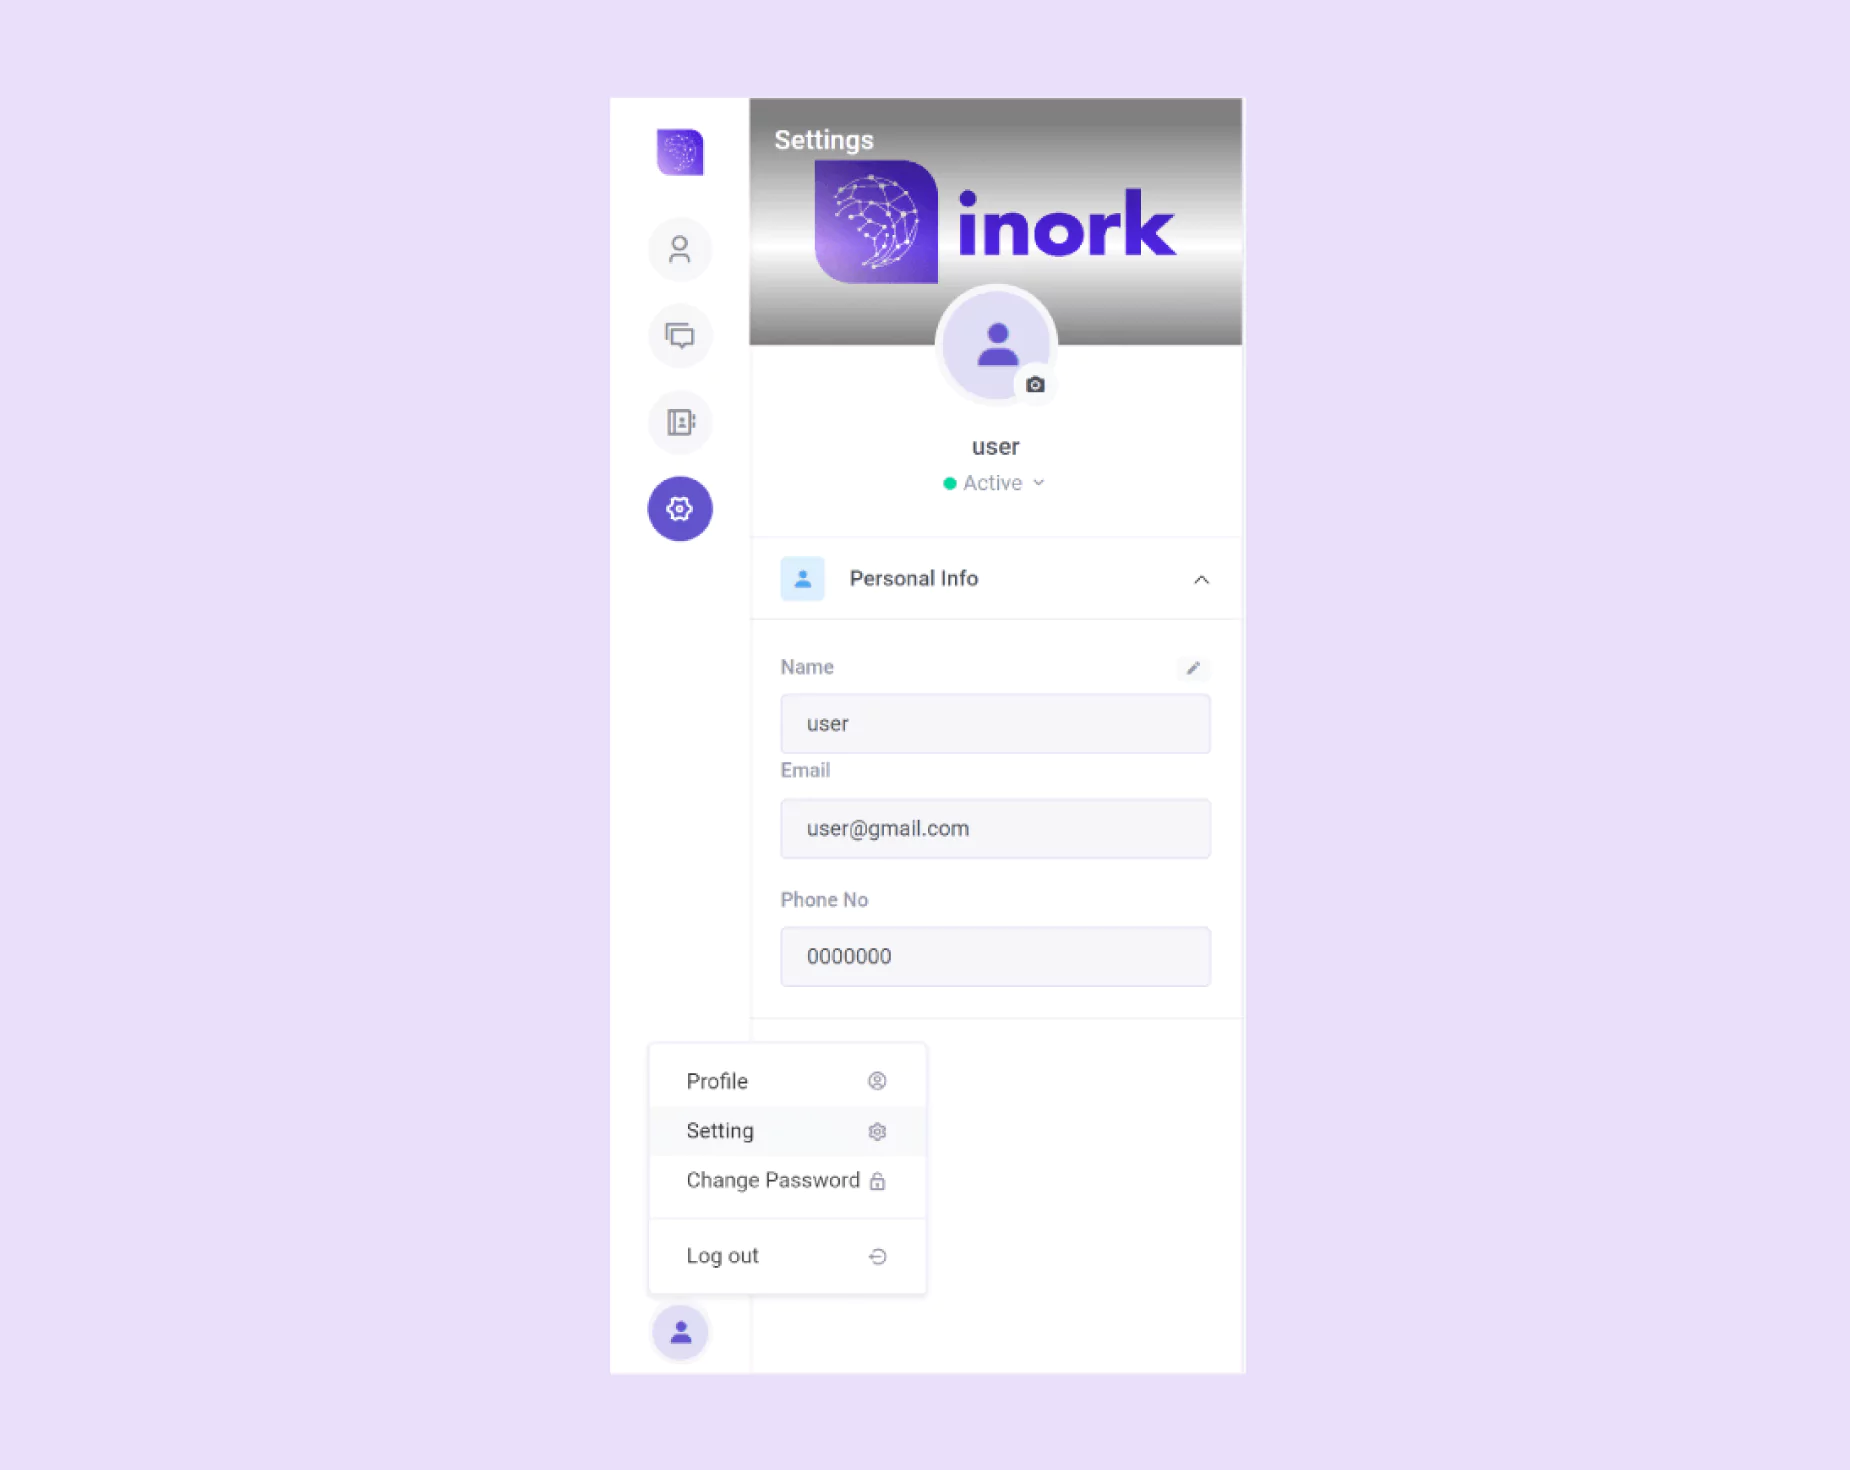 Settings
inork
user
Active
Personal Info
Name
user
Email
user@gmail.com
Phone No
0000000
Profile
Setting
Change Password
Log out